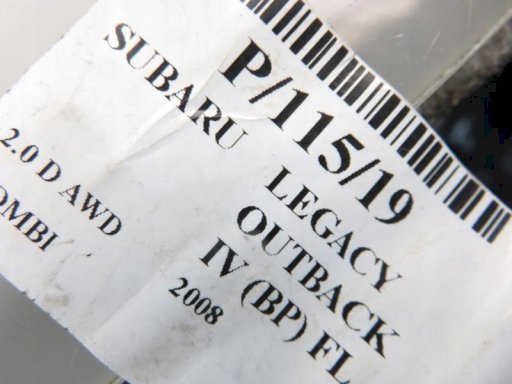 P/115/19
SUBARU LEGACY
OUTBACK
IV (BP) FL
2008
2.0 D AWD
OMBI